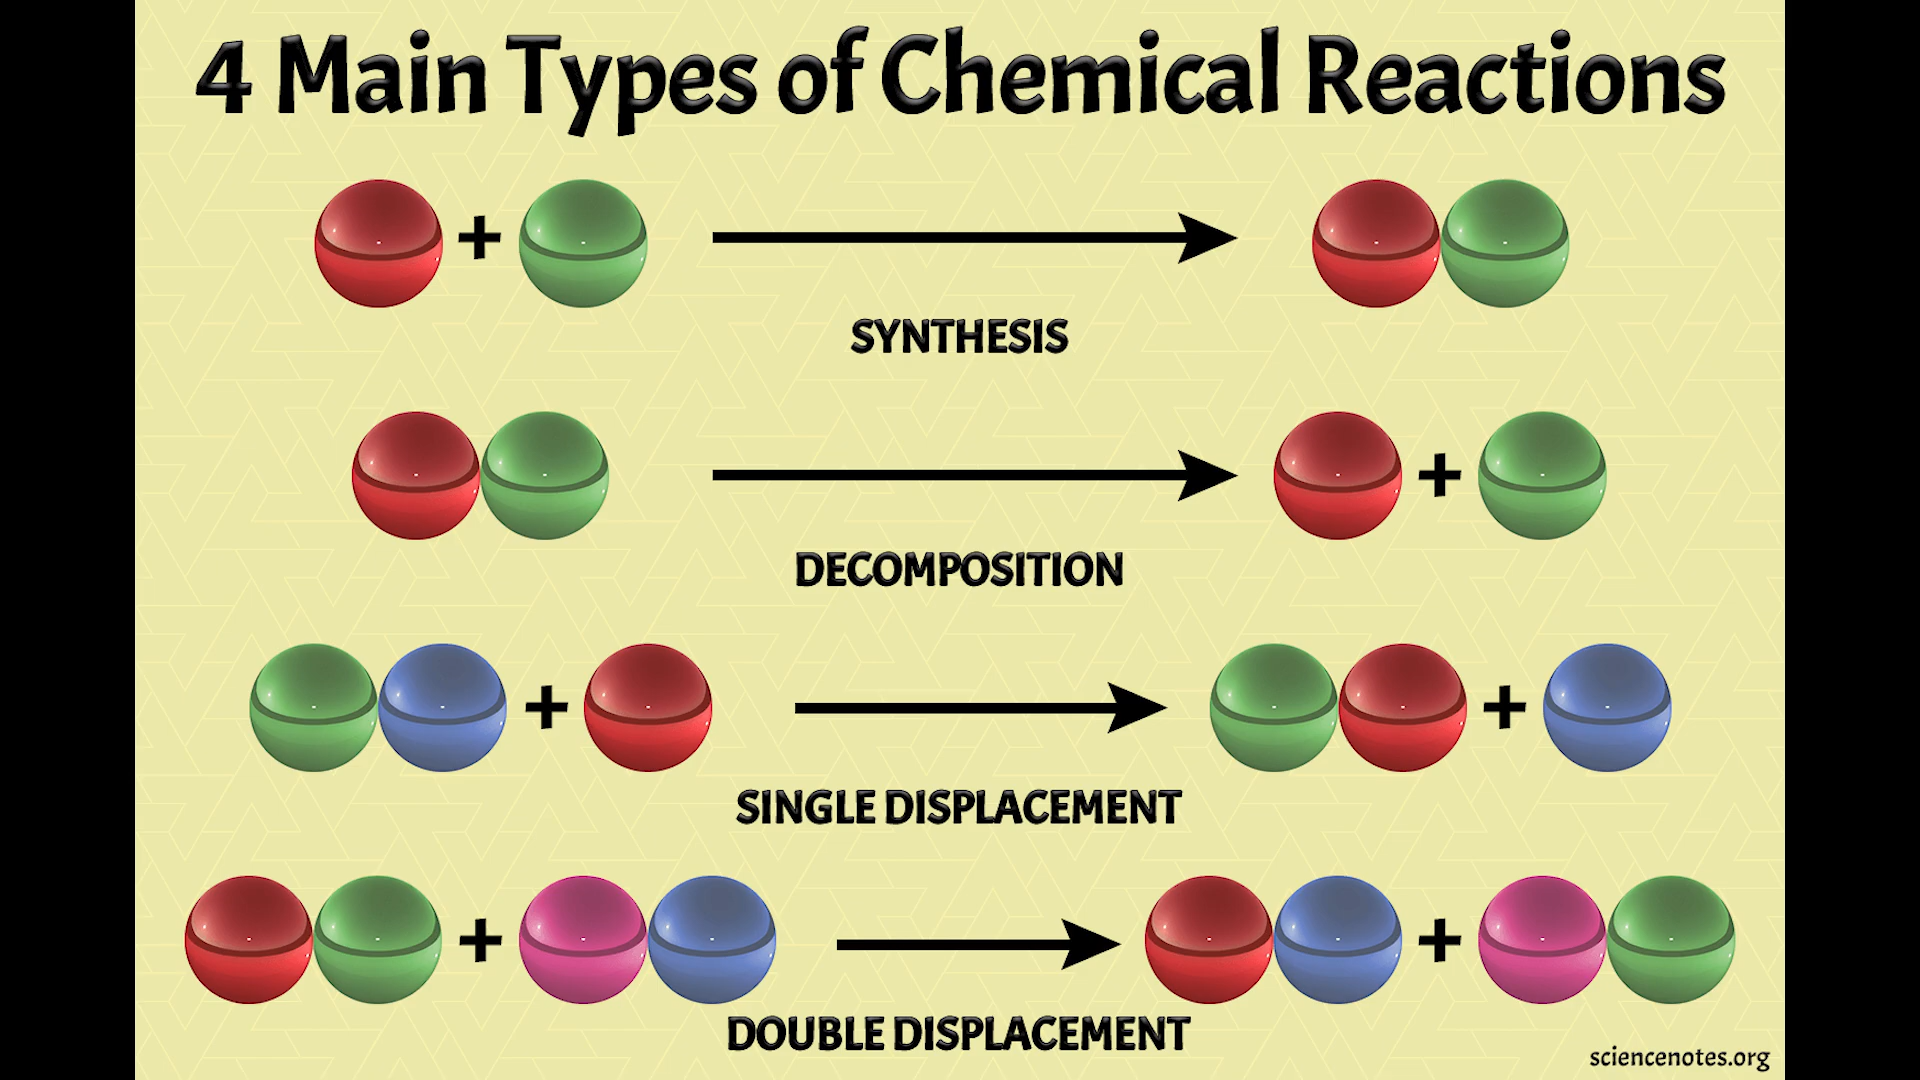 4 Main Types of Chemical Reactions
+
SYNTHESIS
+
DECOMPOSITION
+ +
SINGLE DISPLACEMENT
+ +
DOUBLE DISPLACEMENT
sciencenotes.org